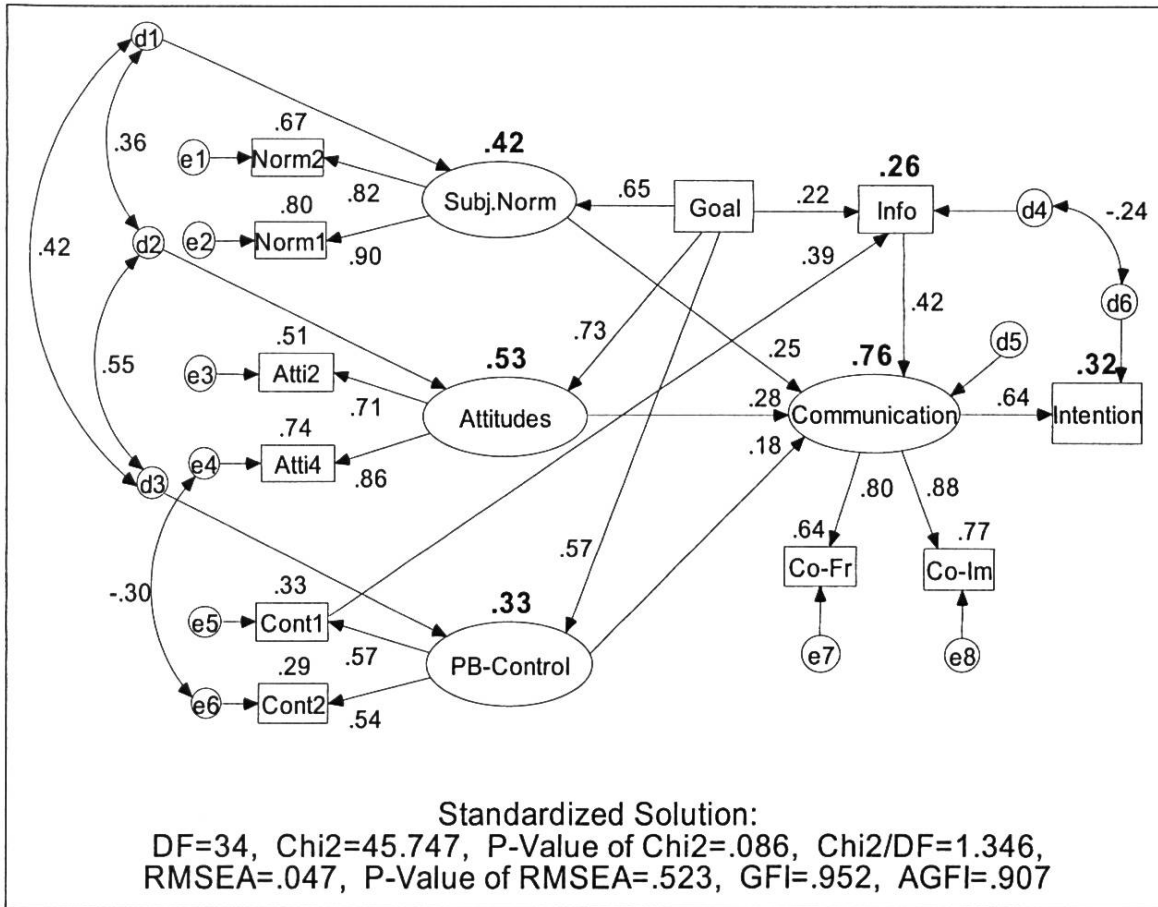 d1
.67
.42
.26
.36
e1
Norm2
.82
Subj.Norm
.65
Goal
.22
Info
d4
-.24
.80
e2
Norm1
.90
d2
.42
.39
.42
d6
.51
.73
.25
d5
.55
e3
Atti2
.71
.53
.76
.32
Attitudes
.28
Communication
.64
Intention
.74
e4
Atti4
.86
.18
d3
.80
.88
.57
.64
.77
-.30
.33
.33
Co-Fr
Co-Im
e5
Cont1
.57
PB-Control
.29
e7
e8
e6
Cont2
.54
Standardized Solution:
DF=34, Chi2=45.747, P-Value of Chi2=.086, Chi2/DF=1.346,
RMSEA=.047, P-Value of RMSEA=.523, GFI=.952, AGFI=.907